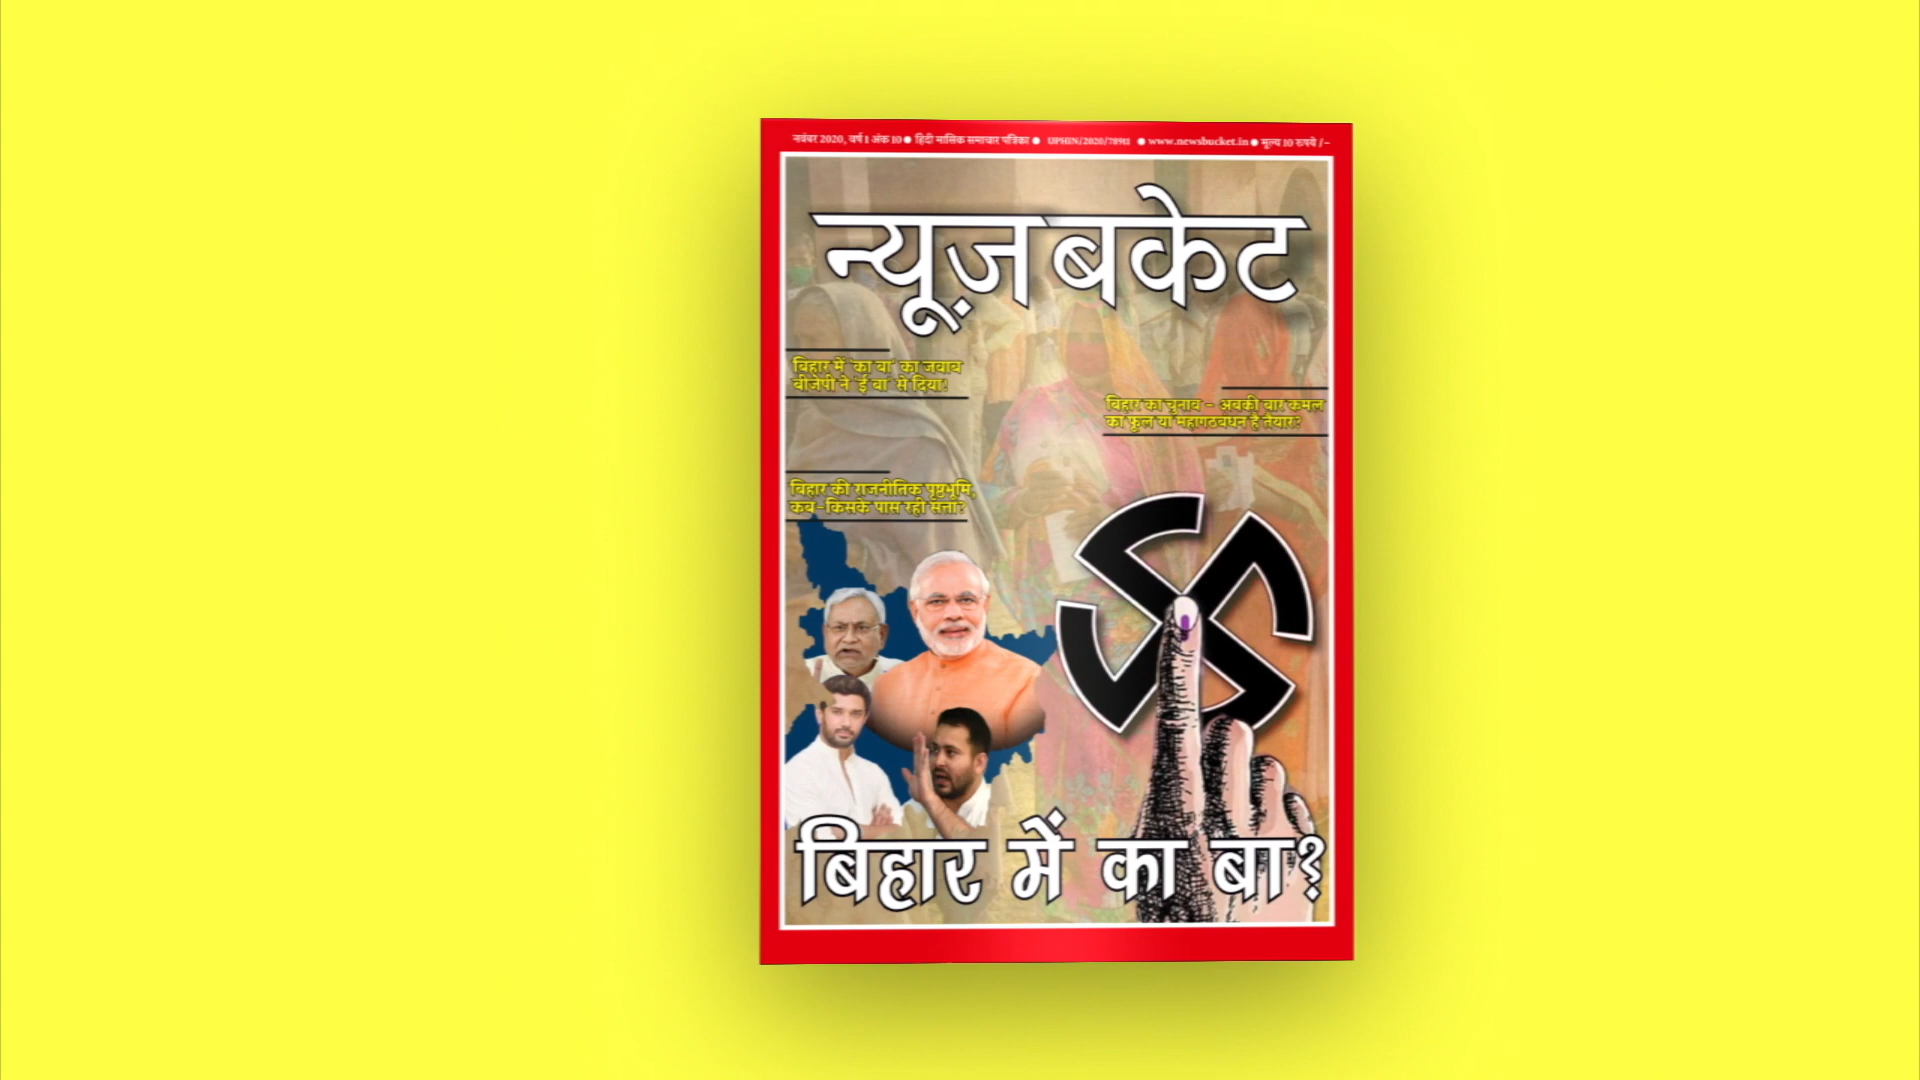 नवंबर 2020, वर्ष 1 अंक 10 ● हिंदी मासिक समाचार पत्रिका ● UPHIN/2020/78911 ● www.newsbucket.in ● मूल्य 10 रुपये /-
न्यूज़ बकेट
बिहार में 'का बा' का जवाब
बीजेपी ने 'ई बा' से दिया!
बिहार का चुनाव - अबकी बार कमल
का फूल या महागठबंधन है तैयार?
बिहार की राजनीतिक पृष्ठभूमि,
कब-किसके पास रही सत्ता?
बिहार में का बा?